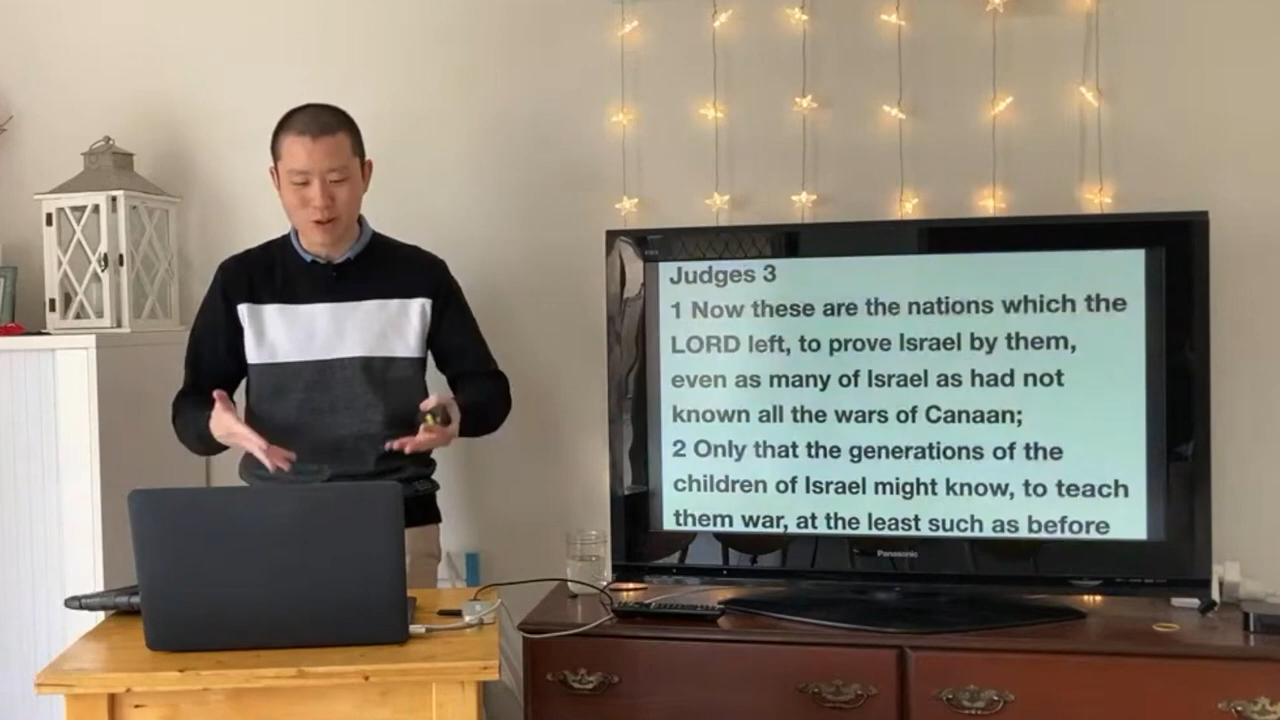 Judges 3
1 Now these are the nations which the
LORD left, to prove Israel by them,
even as many of Israel as had not
known all the wars of Canaan;
2 Only that the generations of the
children of Israel might know, to teach
them war, at the least such as before
Panasonic